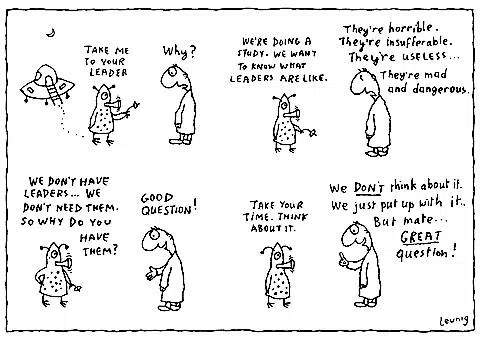 TAKE ME
TO YOUR
LEADER
Why?
WE'RE DOING A
STUDY. WE WANT
TO KNOW WHAT
LEADERS ARE LIKE.
They're horrible.
They're insufferable.
They're useless...
They're mad
and dangerous.
WE DON'T HAVE
LEADERS... WE
DON'T NEED THEM.
SO WHY DO YOU
HAVE
THEM?
GOOD
QUESTION!
TAKE YOUR
TIME. THINK
ABOUT IT.
We DON'T think about it.
We just put up with it..
But mate...
GREAT
question!
Leunig